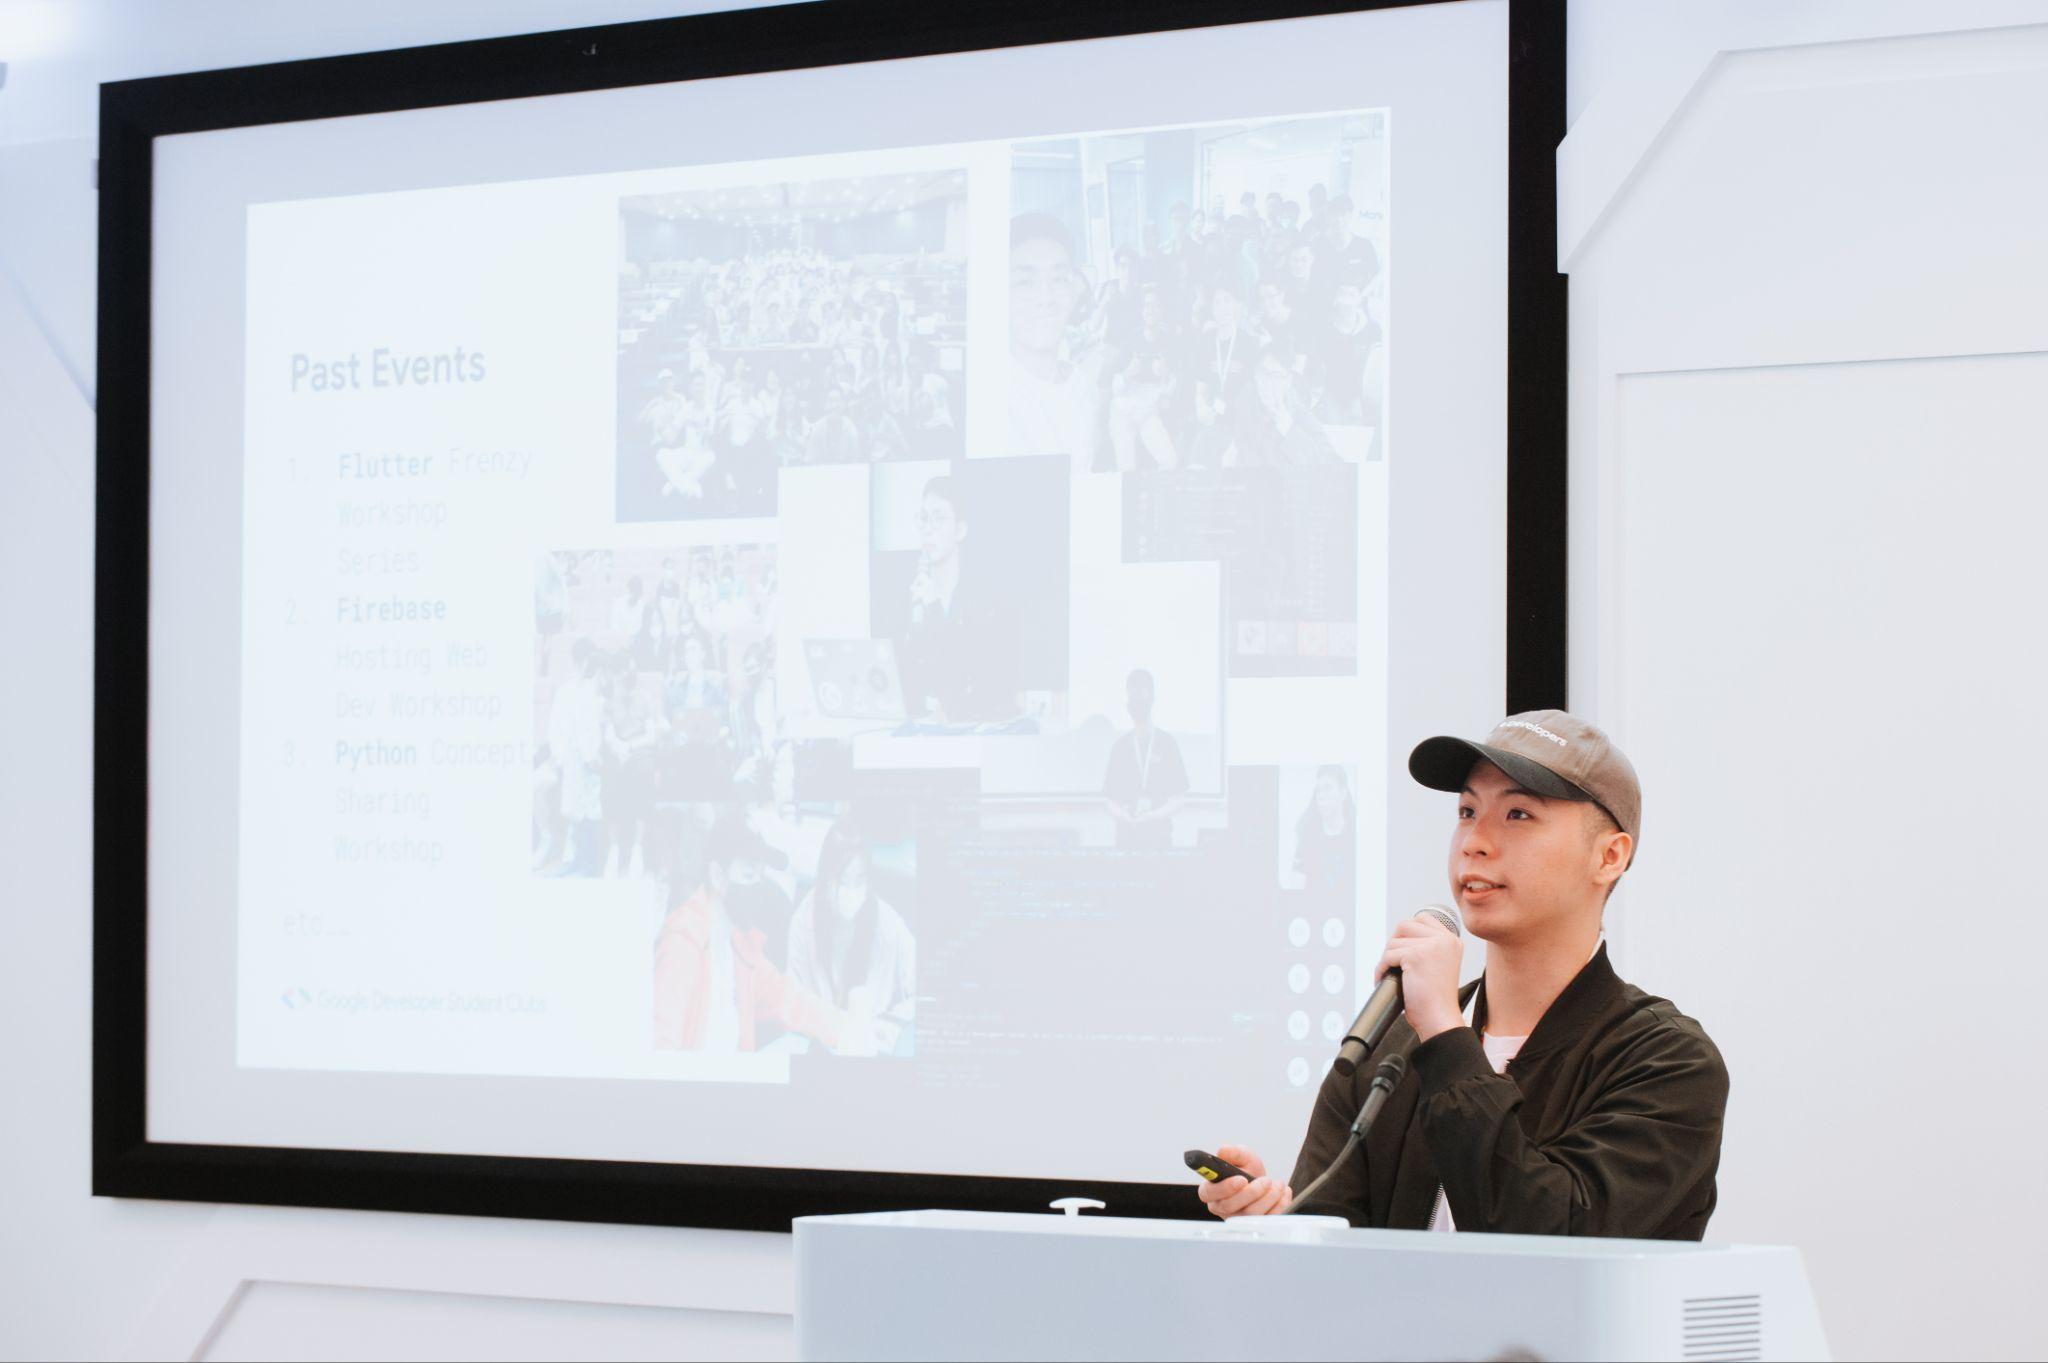 Past Events
1. Flutter Frenzy
Workshop
Series
2. Firebase
Hosting Web
Dev Workshop
3. Python Concept
Sharing
Workshop
etc__
Google Developer Student Clubs
Developers